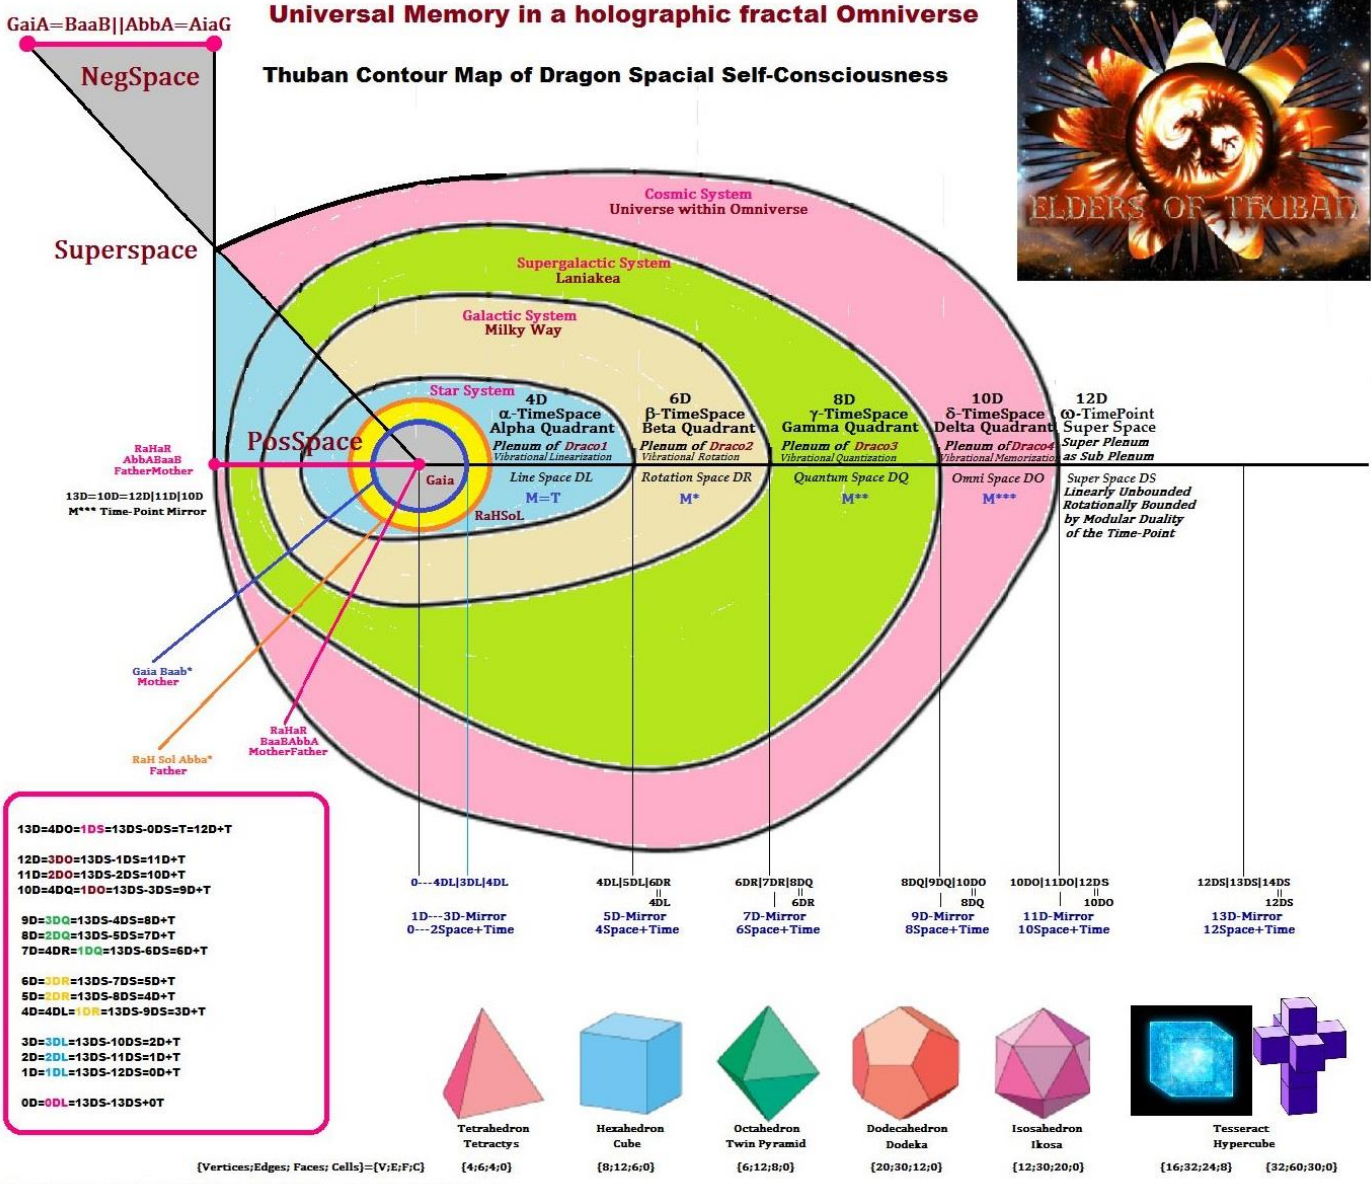 GaiA=BaaB||AbbA=AiaG
Universal Memory in a holographic fractal Omniverse
Thuban Contour Map of Dragon Spacial Self-Consciousness
NegSpace
ELDERS OF THUBAN
Superspace
Cosmic System
Universe within Omniverse
Supergalactic System
Laniakea
Galactic System
Milky Way
Star System
PosSpace
Gaia
RaHSoL
4D
α-TimeSpace
Alpha Quadrant
Plenum of Draco1
Vibrational Linearization
Line Space DL
M=T
6D
β-TimeSpace
Beta Quadrant
Plenum of Draco2
Vibrational Rotation
Rotation Space DR
M*
8D
γ-TimeSpace
Gamma Quadrant
Plenum of Draco3
Vibrational Quantization
Quantum Space DQ
M**
10D
δ-TimeSpace
Delta Quadrant
Plenum of Draco4
Vibrational Memorization
Omni Space DO
M***
12D
ω-TimePoint
Super Space
Super Plenum
as Sub Plenum
Super Space DS
Linearly Unbounded
Rotationally Bounded
by Modular Duality
of the Time-Point
RaHaR
AbbABaaB
FatherMother
13D=10D=12D|11D|10D
M*** Time-Point Mirror
Gaia Baab*
Mother
RaH Sol Abba*
Father
RaHaR
BaaBAbbA
MotherFather
13D=4DO=1DS=13DS-0DS=T=12D+T
12D=3DO=13DS-1DS=11D+T
11D=2DO=13DS-2DS=10D+T
10D=4DQ=1DO=13DS-3DS=9D+T
9D=3DQ=13DS-4DS=8D+T
8D=2DQ=13DS-5DS=7D+T
7D=4DR=1DQ=13DS-6DS=6D+T
6D=3DR=13DS-7DS=5D+T
5D=2DR=13DS-8DS=4D+T
4D=4DL=1DR=13DS-9DS=3D+T
3D=3DL=13DS-10DS=2D+T
2D=2DL=13DS-11DS=1D+T
1D=1DL=13DS-12DS=0D+T
0D=0DL=13DS-13DS+0T
0---4DL|3DL|4DL
1D---3D-Mirror
0---2Space+Time
4DL|5DL|6DR
=
4DL
5D-Mirror
4Space+Time
6DR|7DR|8DQ
=
6DR
7D-Mirror
6Space+Time
8DQ|9DQ|10DO
=
8DQ
9D-Mirror
8Space+Time
10DO|11DO|12DS
=
10DO
11D-Mirror
10Space+Time
12DS|13DS|14DS
=
12DS
13D-Mirror
12Space+Time
Tetrahedron
Tetractys
Hexahedron
Cube
Octahedron
Twin Pyramid
Dodecahedron
Dodeka
Isosahedron
Ikosa
Tesseract
Hypercube
{Vertices;Edges; Faces; Cells}={V;E;F;C}
{4;6;4;0}
{8;12;6;0}
{6;12;8;0}
{20;30;12;0}
{12;30;20;0}
{16;32;24;8}
{32;60;30;0}